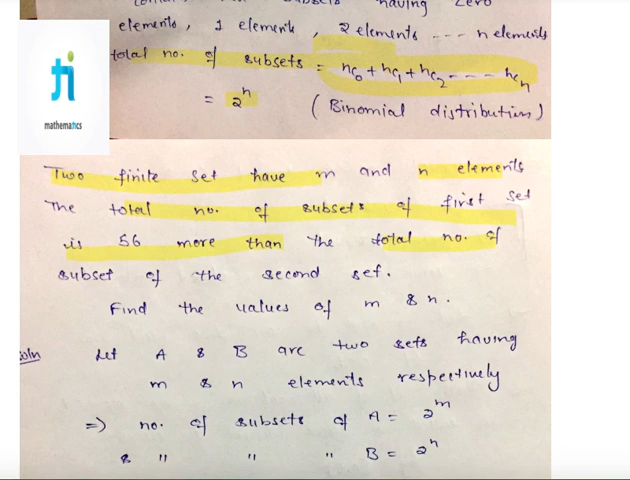 subsets having zero
elements, 1 element, 2 elements ---- n elements
total no. of subsets = nc0 + nc1 + nc2 ---- ncn
= 2^n (Binomial distribution)
mathematics
Two finite set have m and n elements
The total no. of subsets of first set
is 56 more than the total no. of
subset of the second set.
Find the values of m & n.
Soln Let A & B are two sets having
m & n elements respectively
=) no. of subsets of A = 2^m
& " " " B = 2^n